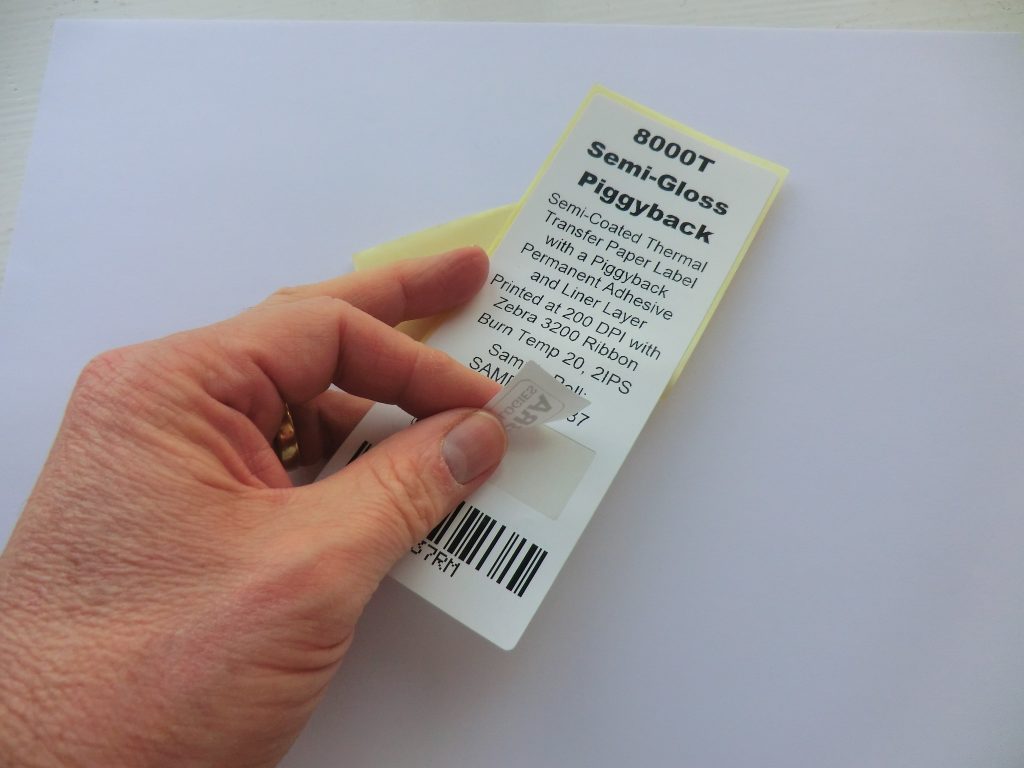 8000T
Semi-Gloss
Piggyback
Semi-Coated Thermal
Transfer Paper Label
with a Piggyback
Permanent Adhesive
and Liner Layer
Printed at 200 DPI with
Zebra 3200 Ribbon
Burn Temp 20, 2IPS
37RM